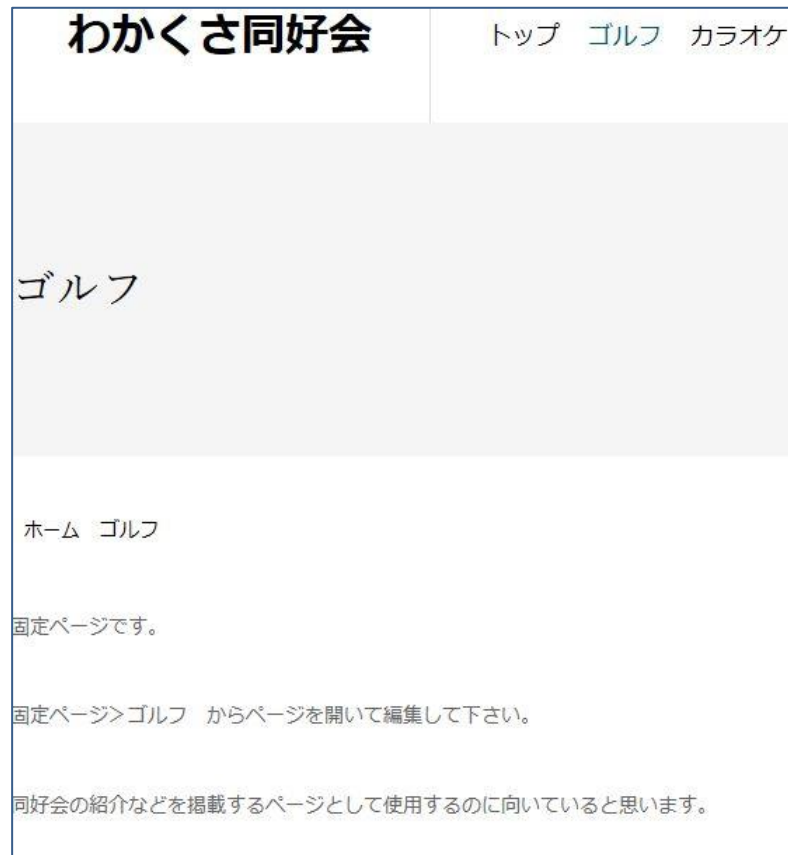 わかくさ同好会
トップ ゴルフ カラオケ
ゴルフ
ホーム ゴルフ
固定ページです。
固定ページ>ゴルフ からページを開いて編集して下さい。
同好会の紹介などを掲載するページとして使用するのに向いていると思います。